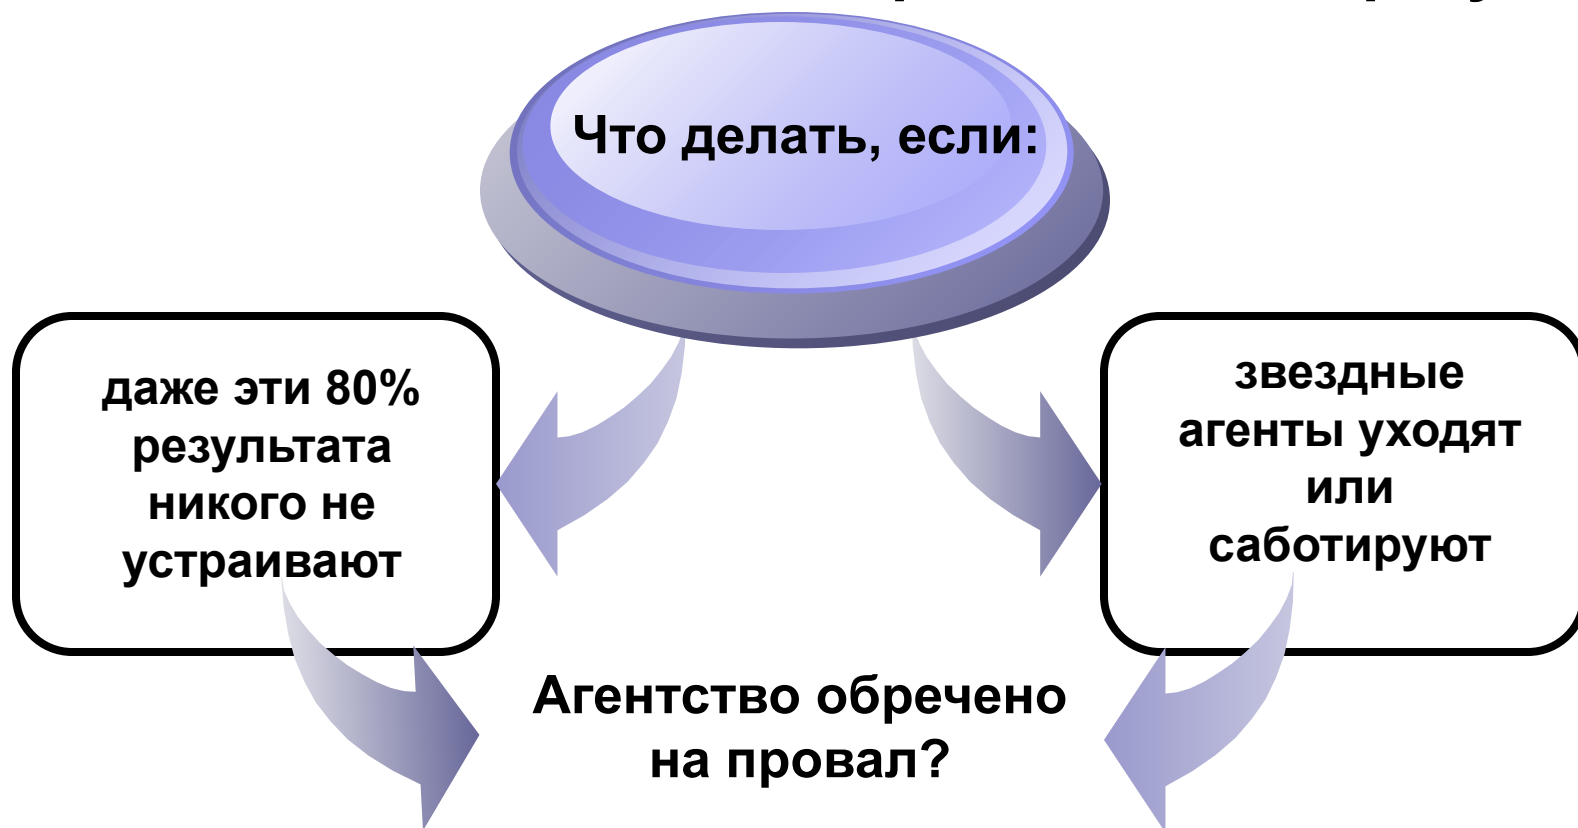 Что делать, если:
даже эти 80%
результата
никого не
устраивают
звездные
агенты уходят
или
саботируют
Агентство обречено
на провал?